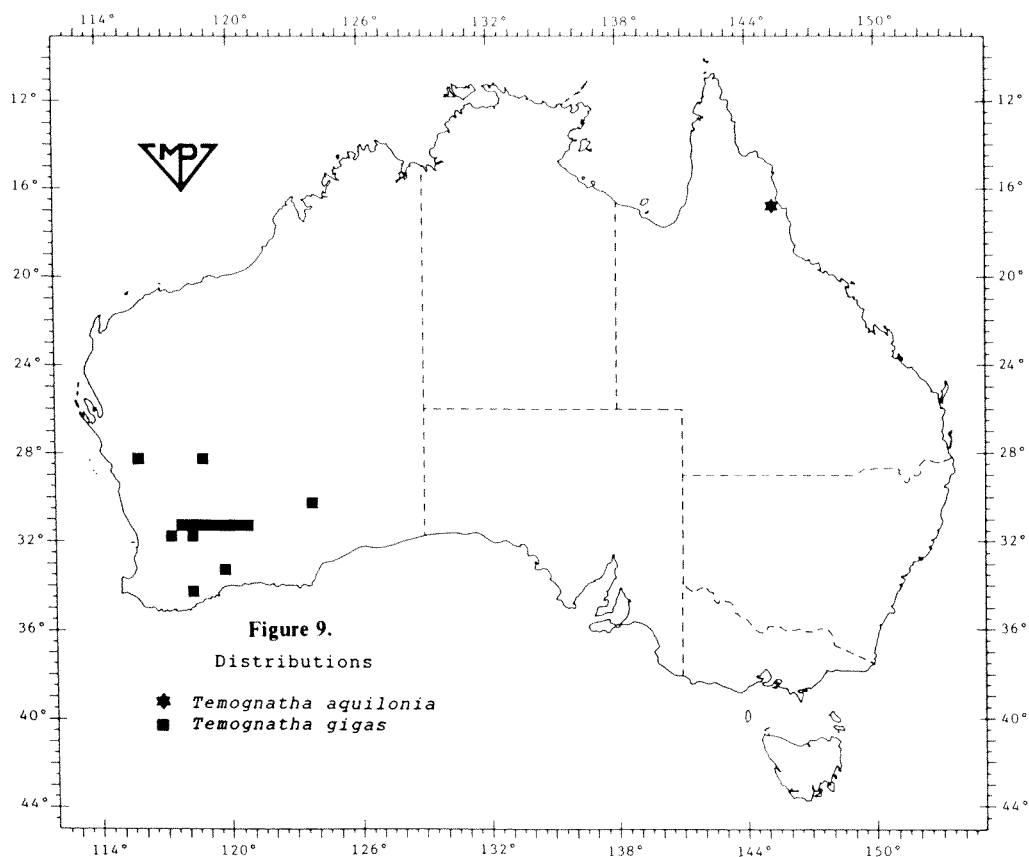 114° 120° 126° 132° 138° 144° 150°
12° 12°
MP
16° 16°
20° 20°
24° 24°
28° 28°
32° 32°
36° 36°
Figure 9.
Distributions
Temognatha aquilonia
Temognatha gigas
40° 40°
44° 44°
114° 120° 126° 132° 138° 144° 150°